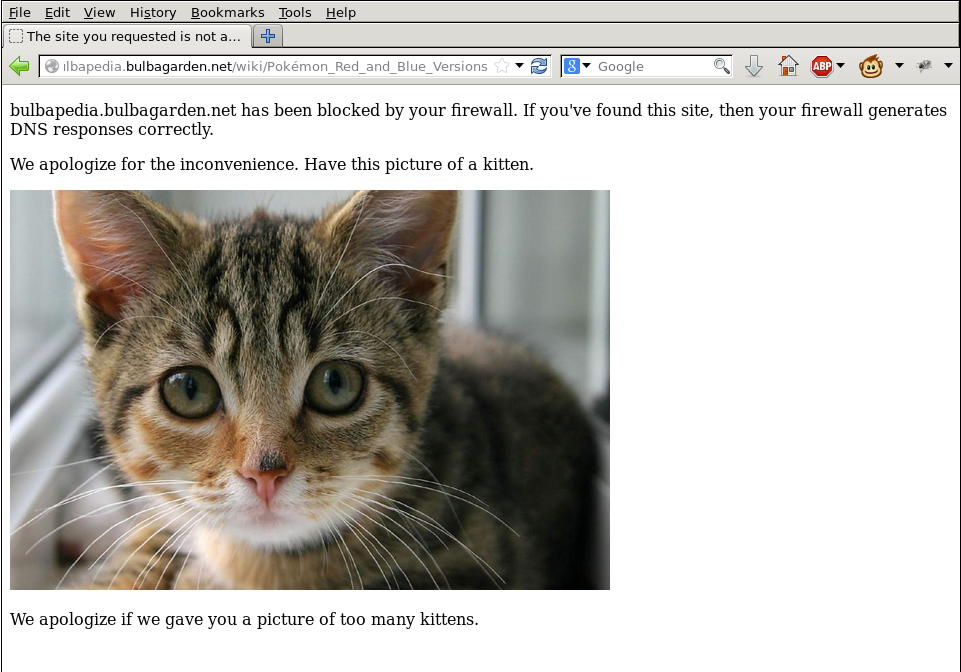 File Edit View History Bookmarks Tools Help
The site you requested is not a...
lbapedia.bulbagarden.net/wiki/Pokémon_Red_and_Blue_Versions 8 Google ABP
bulbapedia.bulbagarden.net has been blocked by your firewall. If you've found this site, then your firewall generates
DNS responses correctly.
We apologize for the inconvenience. Have this picture of a kitten.
We apologize if we gave you a picture of too many kittens.